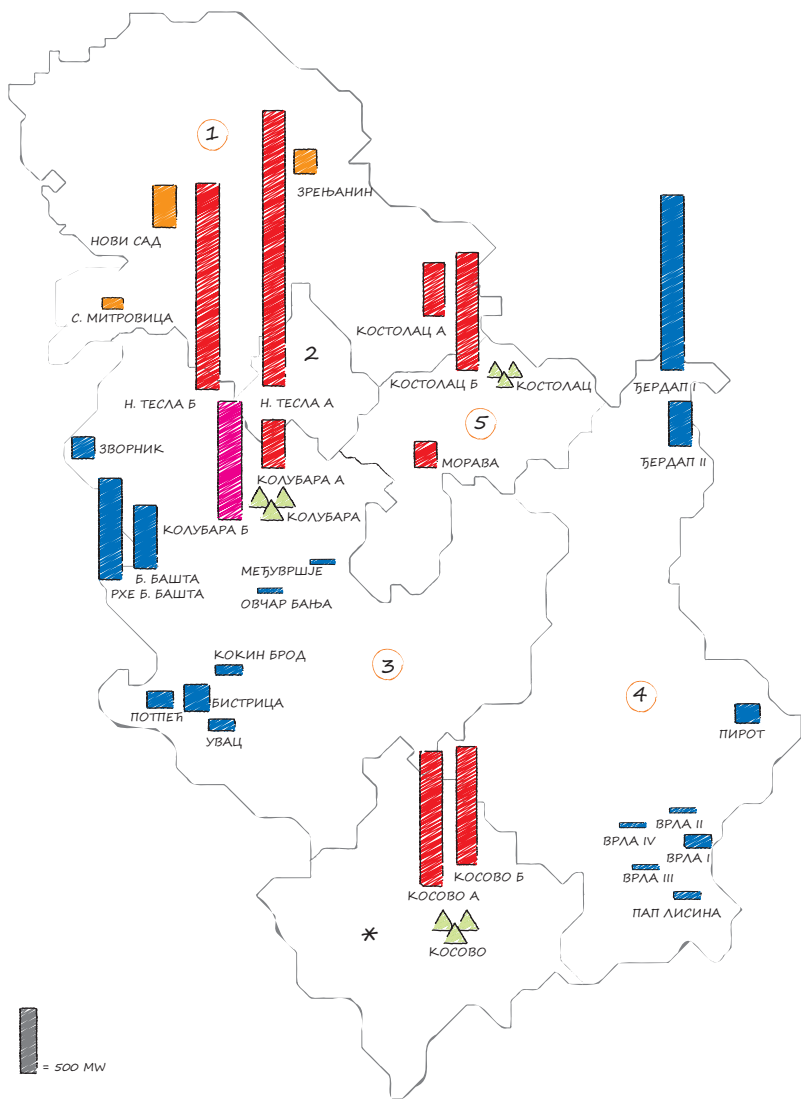 1
ЗРЕЊАНИН
НОВИ САД
С. МИТРОВИЦА
КОСТОЛАЦ А
2
КОСТОЛАЦ Б
КОСТОЛАЦ
ЂЕРДАП I
Н. ТЕСЛА Б
Н. ТЕСЛА А
5
ЗВОРНИК
ЂЕРДАП II
МОРАВА
КОЛУБАРА А
КОЛУБАРА
КОЛУБАРА Б
МЕЂУВРШЈЕ
Б. БАШТА
РХЕ Б. БАШТА
ОВЧАР БАЊА
КОКИН БРОД
3
4
БИСТРИЦА
ПОТПЕЋ
УВАЦ
ПИРОТ
ВРЛА II
ВРЛА IV
ВРЛА I
ВРЛА III
КОСОВО Б
КОСОВО А
ПАП ЛИСИНА
*
КОСОВО
= 500 MW